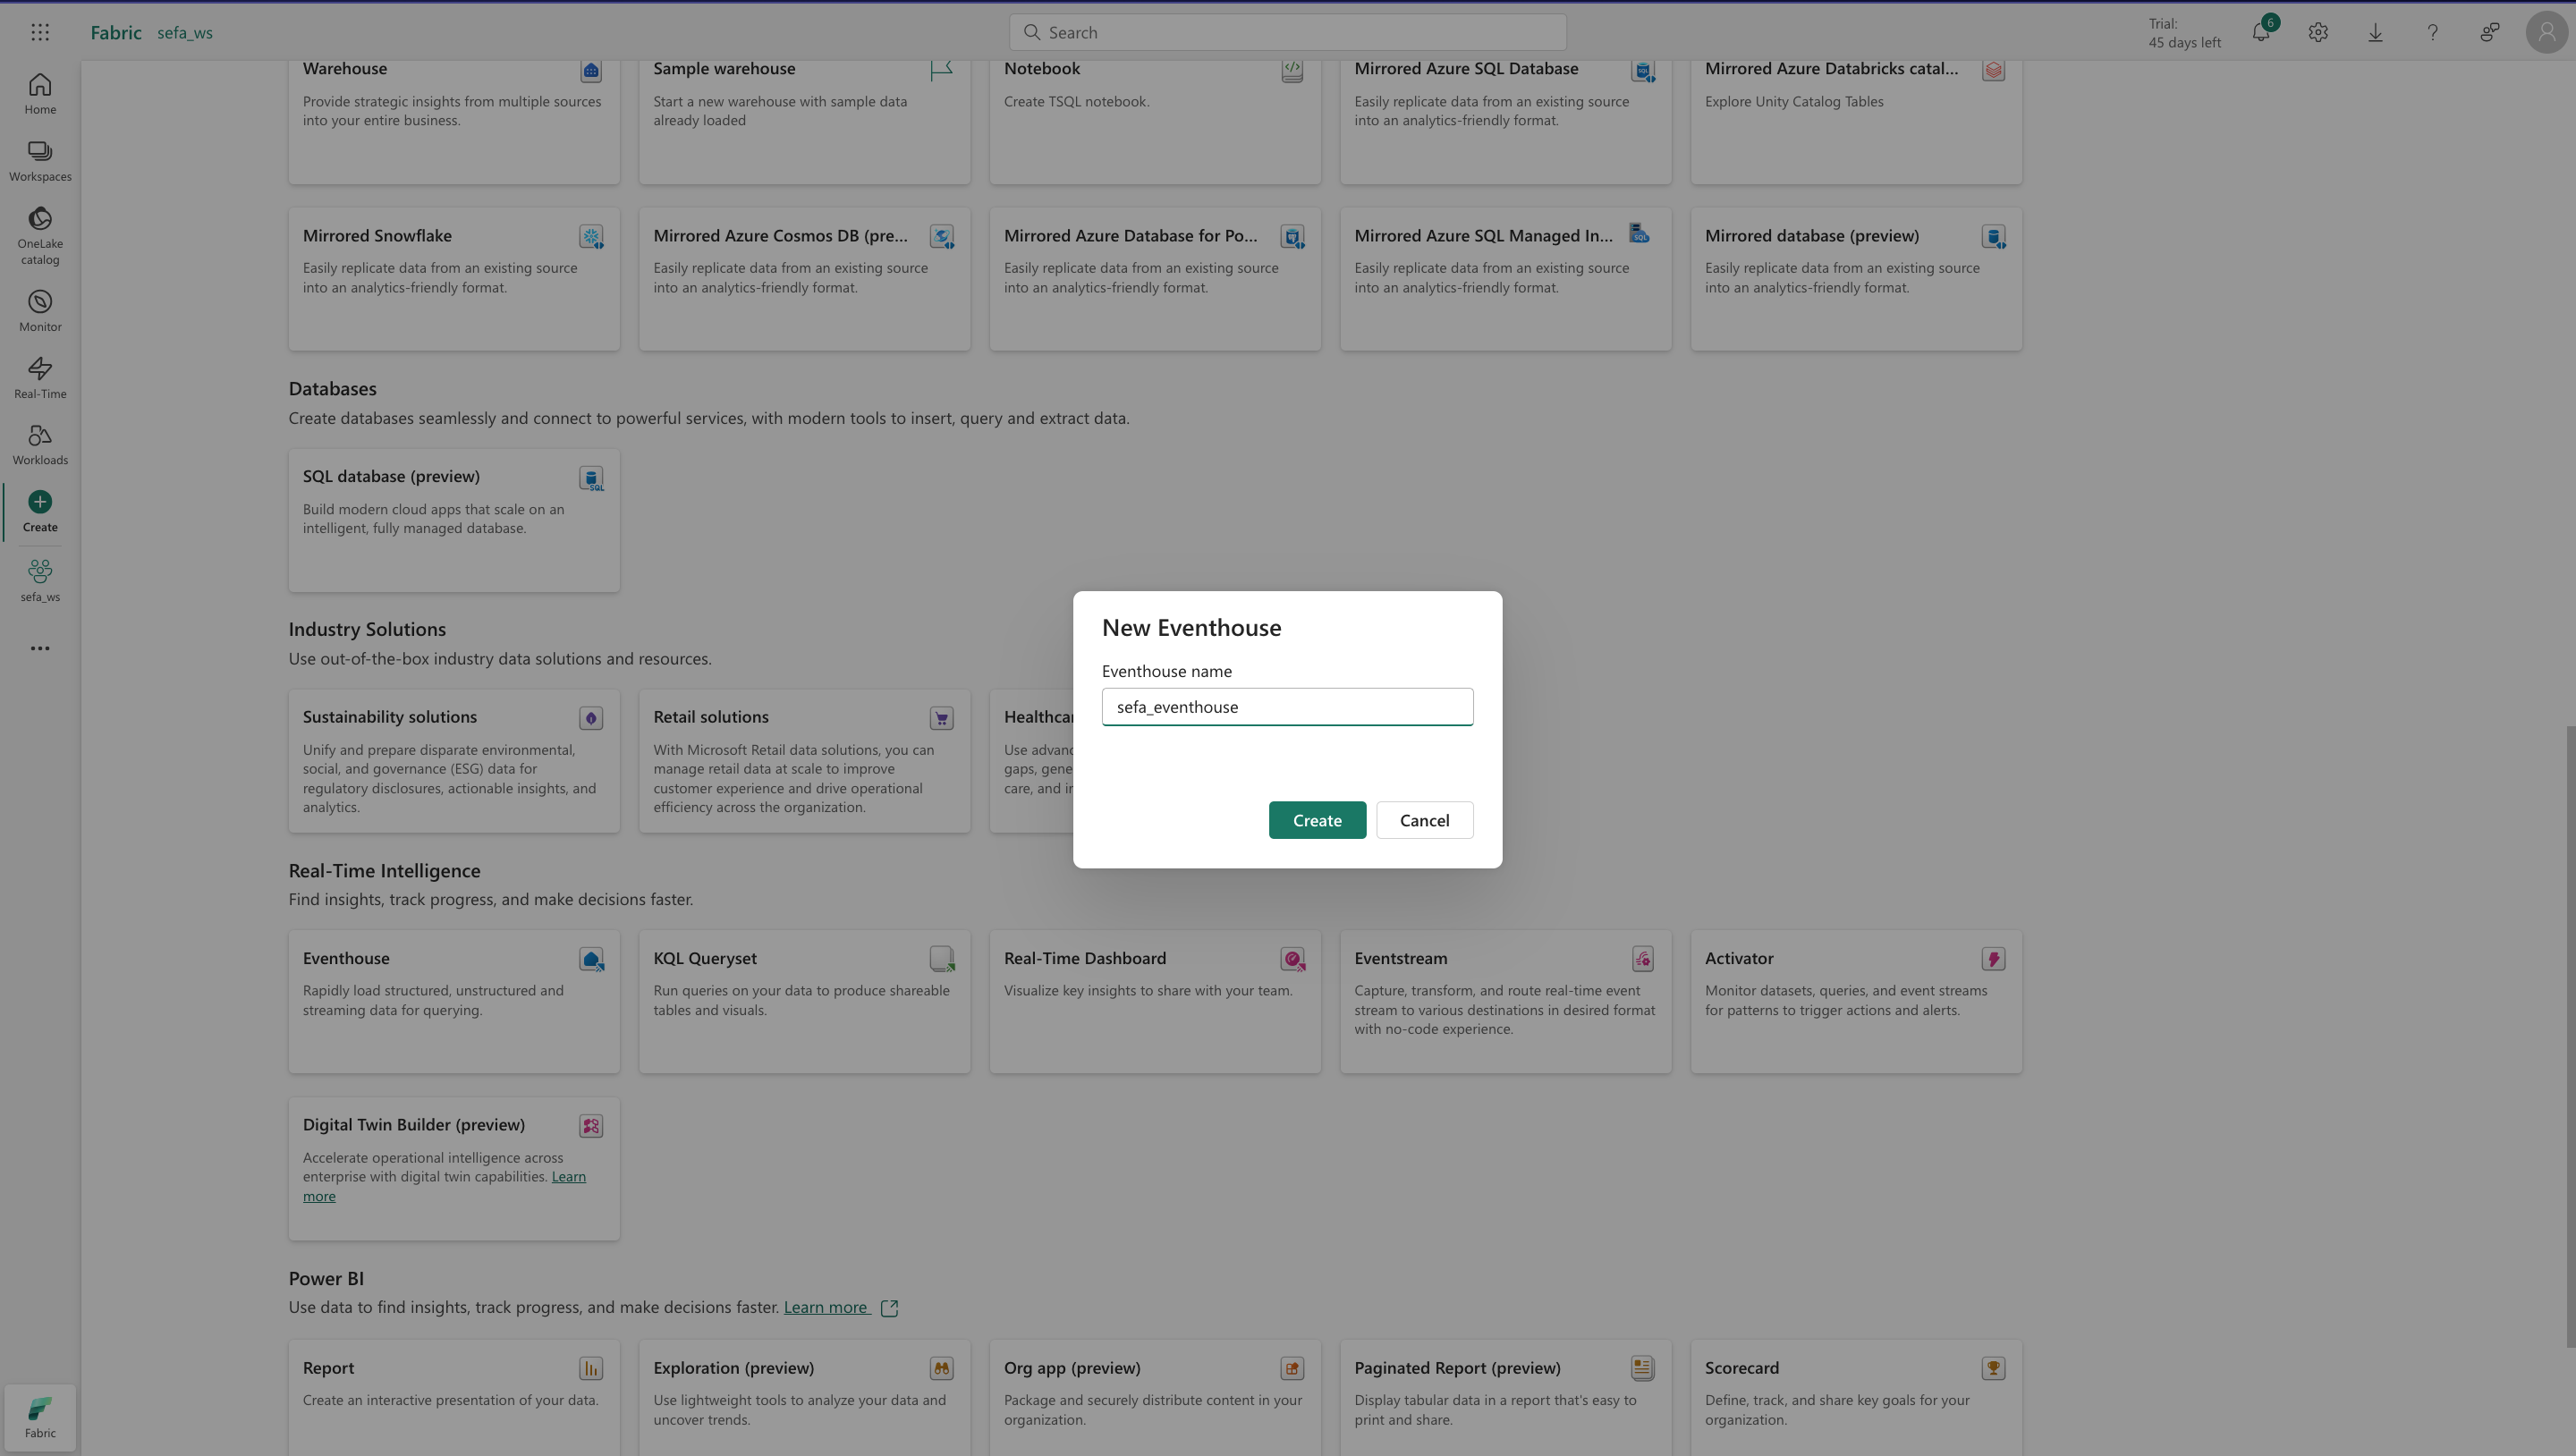 Fabric sefa_ws
Search
Trial:
45 days left
6
Home
Workspaces
OneLake
catalog
Monitor
Real-Time
Workloads
Create
sefa_ws
Fabric
Warehouse
Provide strategic insights from multiple sources
into your entire business.
Sample warehouse
Start a new warehouse with sample data
already loaded
Notebook
Create TSQL notebook.
Mirrored Azure SQL Database
Easily replicate data from an existing source
into an analytics-friendly format.
Mirrored Azure Databricks catal...
Explore Unity Catalog Tables
Mirrored Snowflake
Easily replicate data from an existing source
into an analytics-friendly format.
Mirrored Azure Cosmos DB (pre...
Easily replicate data from an existing source
into an analytics-friendly format.
Mirrored Azure Database for Po...
Easily replicate data from an existing source
into an analytics-friendly format.
Mirrored Azure SQL Managed In...
SQL
Easily replicate data from an existing source
into an analytics-friendly format.
Mirrored database (preview)
Easily replicate data from an existing source
into an analytics-friendly format.
Databases
Create databases seamlessly and connect to powerful services, with modern tools to insert, query and extract data.
SQL database (preview)
SQL
Build modern cloud apps that scale on an
intelligent, fully managed database.
Industry Solutions
Use out-of-the-box industry data solutions and resources.
Sustainability solutions
Unify and prepare disparate environmental,
social, and governance (ESG) data for
regulatory disclosures, actionable insights, and
analytics.
Retail solutions
With Microsoft Retail data solutions, you can
manage retail data at scale to improve
customer experience and drive operational
efficiency across the organization.
Healthcar
Use advanc
gaps, gene
care, and in
New Eventhouse
Eventhouse name
sefa_eventhouse
Create
Cancel
Real-Time Intelligence
Find insights, track progress, and make decisions faster.
Eventhouse
Rapidly load structured, unstructured and
streaming data for querying.
KQL Queryset
Run queries on your data to produce shareable
tables and visuals.
Real-Time Dashboard
Visualize key insights to share with your team.
Eventstream
Capture, transform, and route real-time event
stream to various destinations in desired format
with no-code experience.
Activator
Monitor datasets, queries, and event streams
for patterns to trigger actions and alerts.
Digital Twin Builder (preview)
Accelerate operational intelligence across
enterprise with digital twin capabilities. Learn
more
Power BI
Use data to find insights, track progress, and make decisions faster. Learn more
Report
Create an interactive presentation of your data.
Exploration (preview)
Use lightweight tools to analyze your data and
uncover trends.
Org app (preview)
Package and securely distribute content in your
organization.
Paginated Report (preview)
Display tabular data in a report that's easy to
print and share.
Scorecard
Define, track, and share key goals for your
organization.